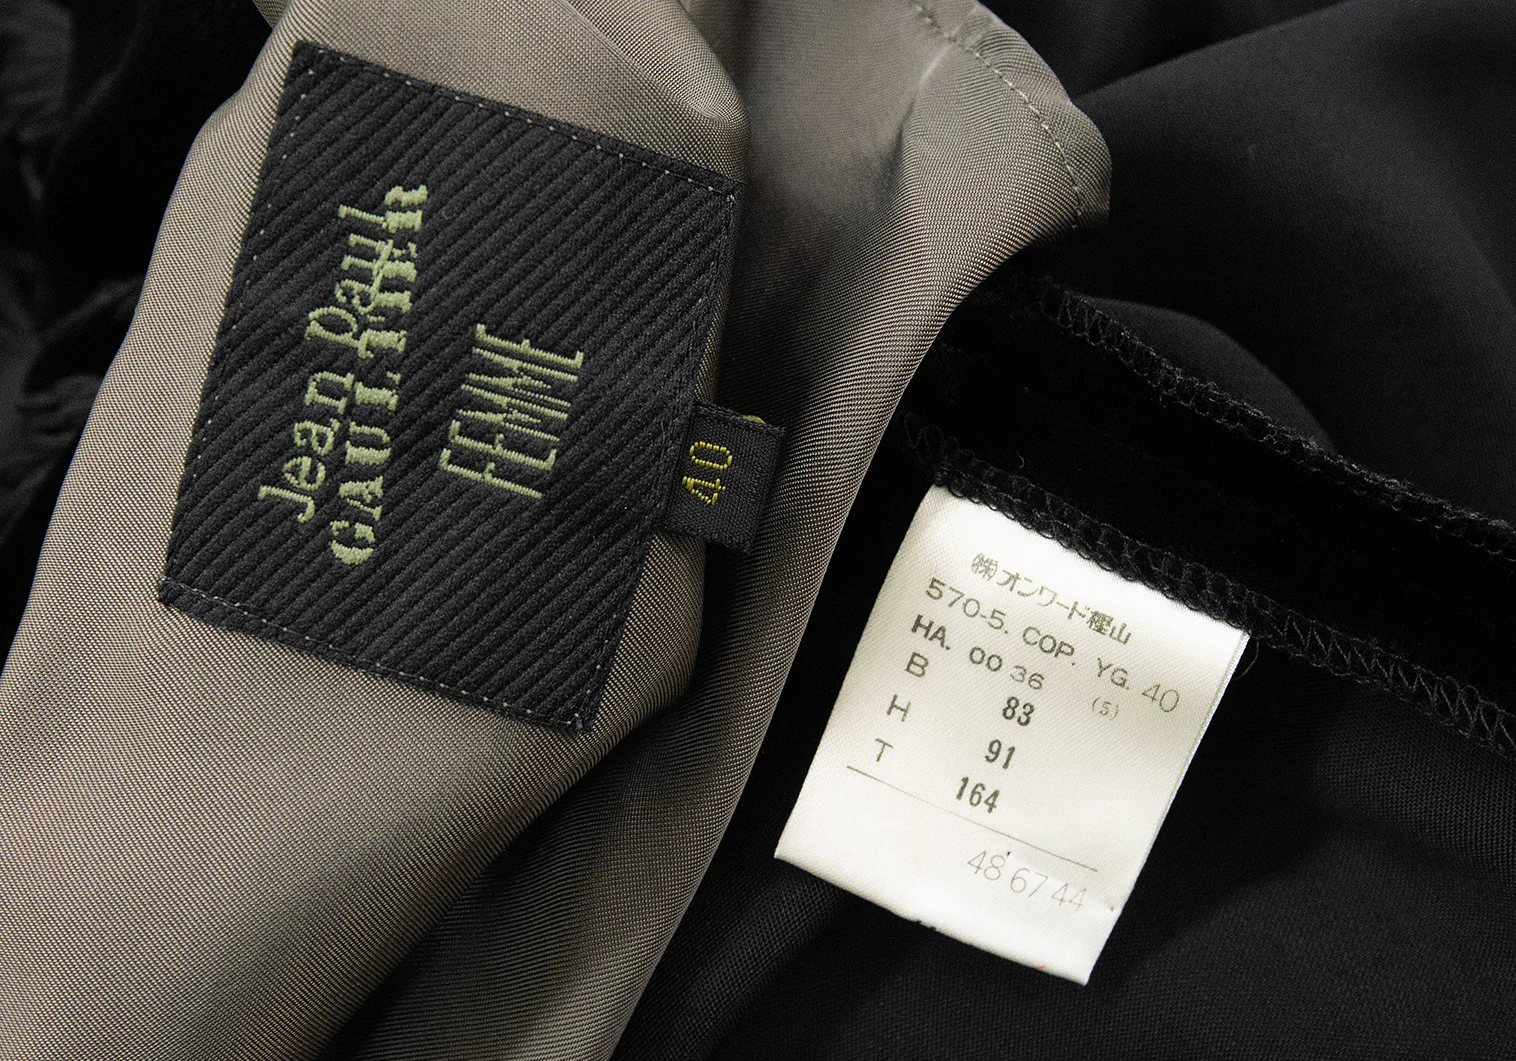 Jean Paul
GAULTIER
FEMME
40
㈱オンワード樫山
570-5. COP. YG. 40
HA. 00 36 (5)
B 83
H 91
T 164
48 67 44